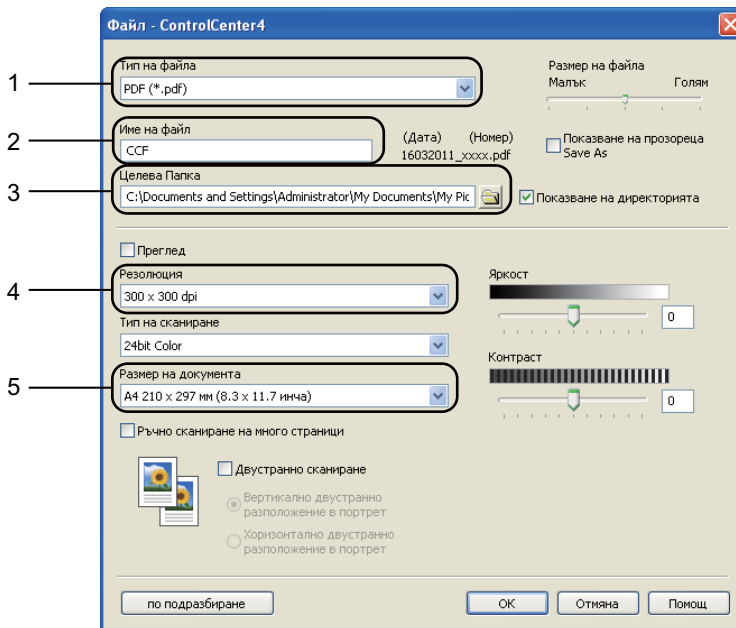 Файл - ControlCenter4
1
Тип на файла
PDF (*.pdf)
Размер на файла
Малък Голям
2
Име на файл
CCF
(Дата) (Номер)
16032011_xxxx.pdf
Показване на прозореца
Save As
3
Целева Папка
C:\Documents and Settings\Administrator\My Documents\My Pic
Показване на директорията
Преглед
4
Резолюция
300 x 300 dpi
Яркост
0
Тип на сканиране
24bit Color
Контраст
0
5
Размер на документа
A4 210 x 297 мм (8.3 x 11.7 инча)
Ръчно сканиране на много страници
Двустранно сканиране
Вертикално двустранно
разположение в портрет
Хоризонтално двустранно
разположение в портрет
по подразбиране
OK
Отмяна
Помощ